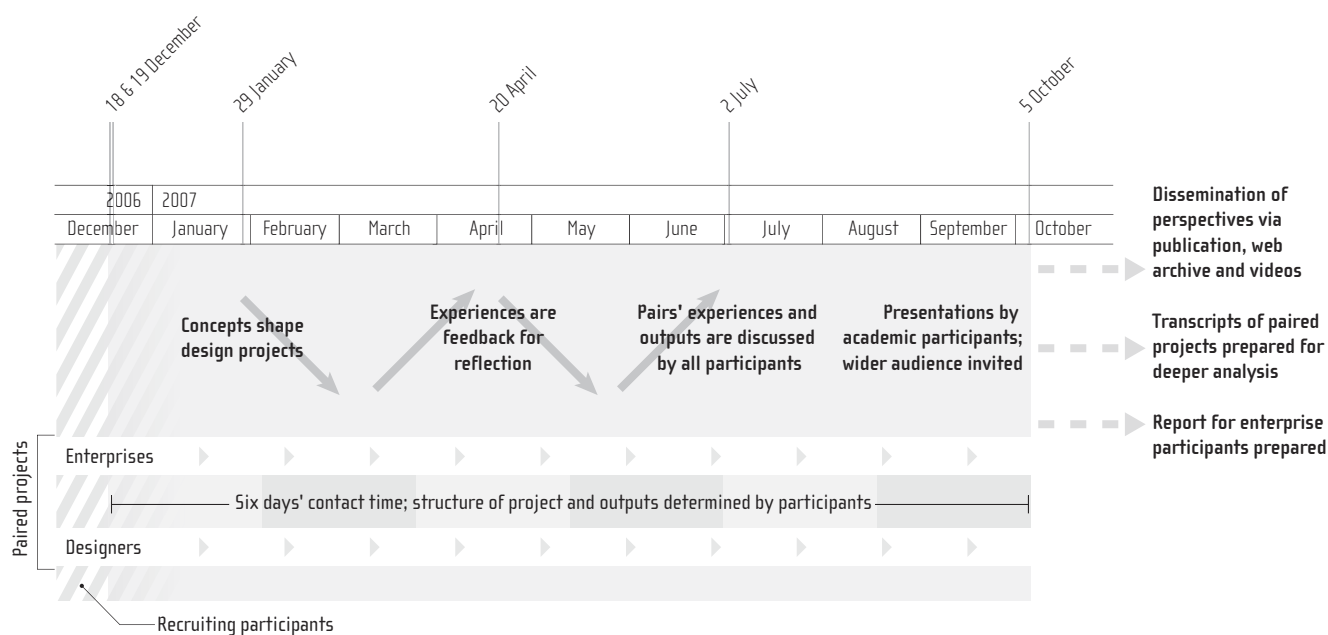 18 & 19 December
29 January
20 April
2 July
5 October
2006
2007
December
January
February
March
April
May
June
July
August
September
October
Concepts shape
design projects
Experiences are
feedback for
reflection
Pairs' experiences and
outputs are discussed
by all participants
Presentations by
academic participants;
wider audience invited
Dissemination of
perspectives via
publication, web
archive and videos
Transcripts of paired
projects prepared for
deeper analysis
Report for enterprise
participants prepared
Paired projects
Enterprises
Six days' contact time; structure of project and outputs determined by participants
Designers
Recruiting participants